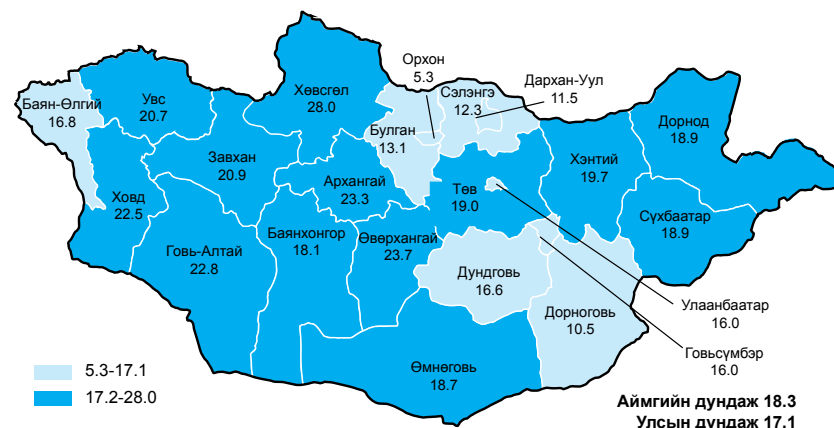 Орхон
5.3
Дархан-Уул
11.5
Баян-Өлгий
16.8
Увс
20.7
Хөвсгөл
28.0
Сэлэнгэ
12.3
Булган
13.1
Дорнод
18.9
Завхан
20.9
Архангай
23.3
Хэнтий
19.7
Төв
19.0
Ховд
22.5
Сүхбаатар
18.9
Говь-Алтай
22.8
Баянхонгор
18.1
Өвөрхангай
23.7
Дундговь
16.6
Дорноговь
10.5
Улаанбаатар
16.0
Говьсүмбэр
16.0
Өмнөговь
18.7
5.3-17.1
17.2-28.0
Аймгийн дундаж 18.3
Улсын дундаж 17.1